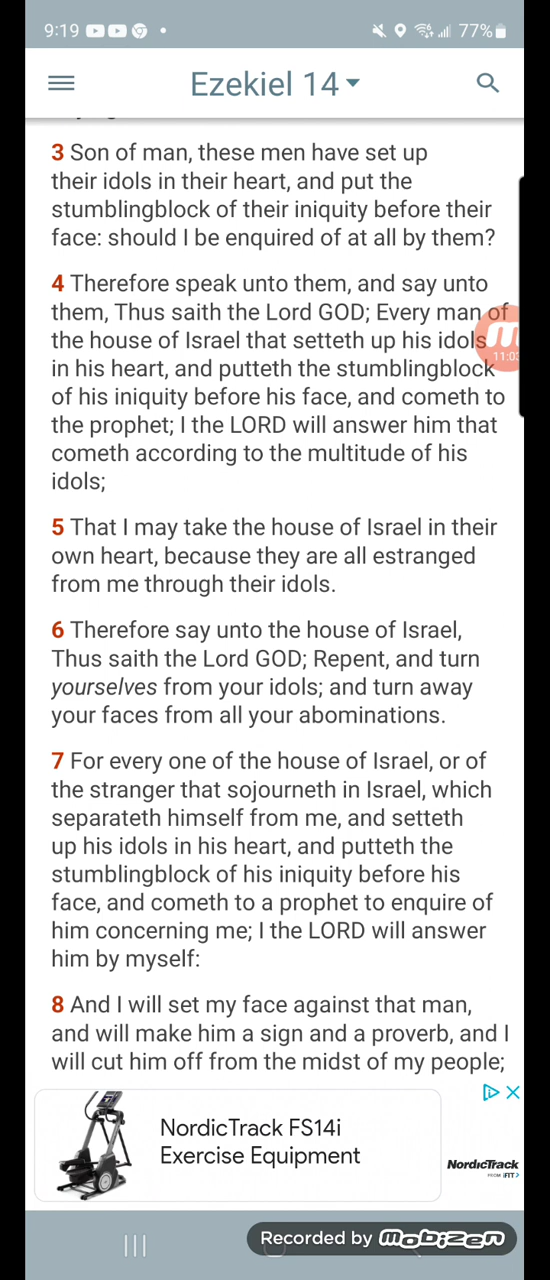 9:19 77%
Ezekiel 14
3 Son of man, these men have set up
their idols in their heart, and put the
stumblingblock of their iniquity before their
face: should I be enquired of at all by them?
4 Therefore speak unto them, and say unto
them, Thus saith the Lord GOD; Every man of
the house of Israel that setteth up his idols
in his heart, and putteth the stumblingblock
of his iniquity before his face, and cometh to
the prophet; I the LORD will answer him that
cometh according to the multitude of his
idols;
11:03
5 That I may take the house of Israel in their
own heart, because they are all estranged
from me through their idols.
6 Therefore say unto the house of Israel,
Thus saith the Lord GOD; Repent, and turn
yourselves from your idols; and turn away
your faces from all your abominations.
7 For every one of the house of Israel, or of
the stranger that sojourneth in Israel, which
separateth himself from me, and setteth
up his idols in his heart, and putteth the
stumblingblock of his iniquity before his
face, and cometh to a prophet to enquire of
him concerning me; I the LORD will answer
him by myself:
8 And I will set my face against that man,
and will make him a sign and a proverb, and I
will cut him off from the midst of my people;
NordicTrack FS14i
Exercise Equipment
NordicTrack
FROM iFIT
Recorded by mobizen